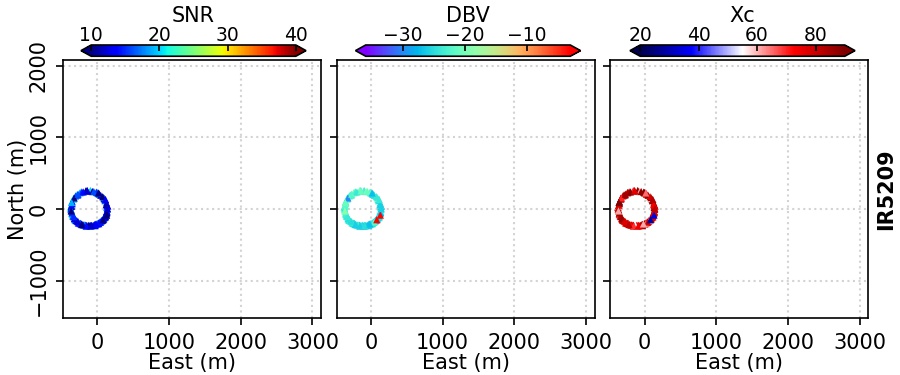 SNR DBV Xc
10 20 30 40 −30 −20 −10 20 40 60 80
2000
1000
0
−1000
North (m)
IR5209
0 1000 2000 3000 0 1000 2000 3000 0 1000 2000 3000
East (m) East (m) East (m)